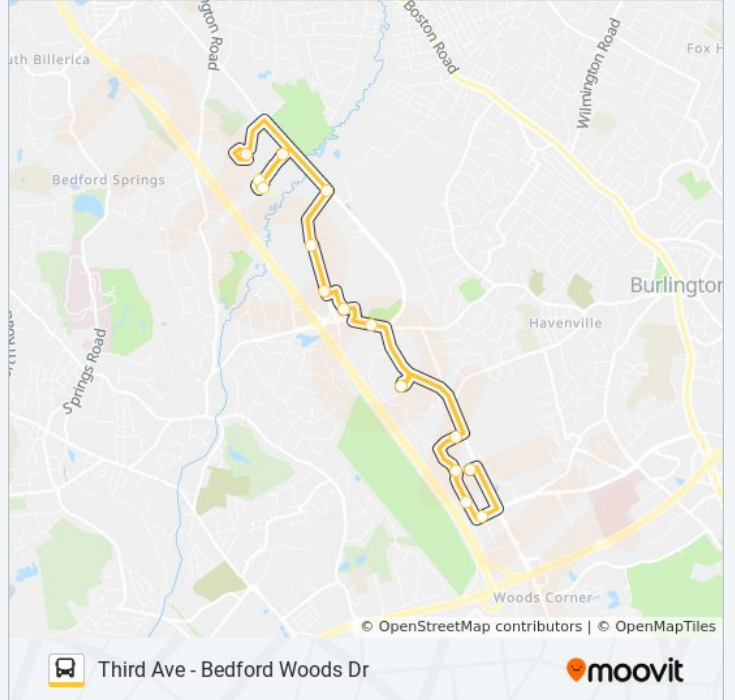 ngton Road
Boston Road
Wilmington Road
Fox H
uth Billerica
Bedford Springs
Burlington
Havenville
Springs Road
Woods Corner
© OpenStreetMap contributors | © OpenMapTiles
Third Ave - Bedford Woods Dr
moovit